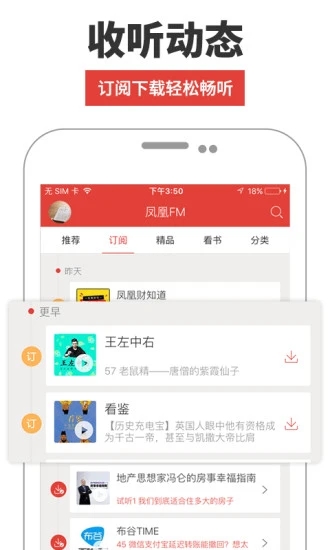 收听动态
订阅下载轻松畅听
无 SIM 卡
下午3:50
18%
凤凰FM
推荐
订阅
精品
看书
分类
昨天
凤凰财知道
更早
订
王左中右
57 老鼠精——唐僧的紫霞仙子
订
看鉴
【历史充电宝】英国人眼中他有资格成
为千古一帝，甚至与凯撒大帝比肩
地产思想家冯仑的房事幸福指南
试听1 我们到底适合住多大的房子
布谷
布谷TIME
45 微信支付宝延迟转账能撤回？想太